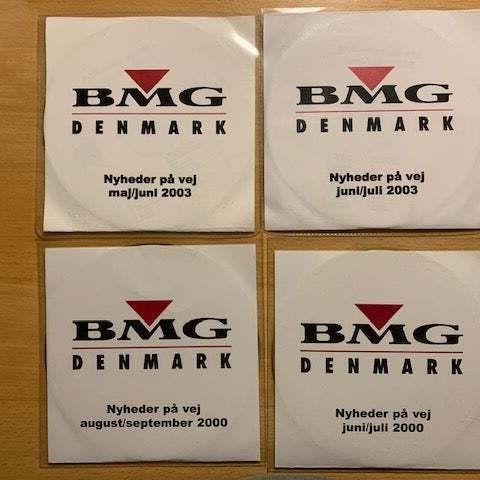 BMG
DENMARK
Nyheder på vej
maj/juni 2003
BMG
DENMARK
Nyheder på vej
juni/juli 2003
BMG
DENMARK
Nyheder på vej
august/september 2000
BMG
DENMARK
Nyheder på vej
juni/juli 2000